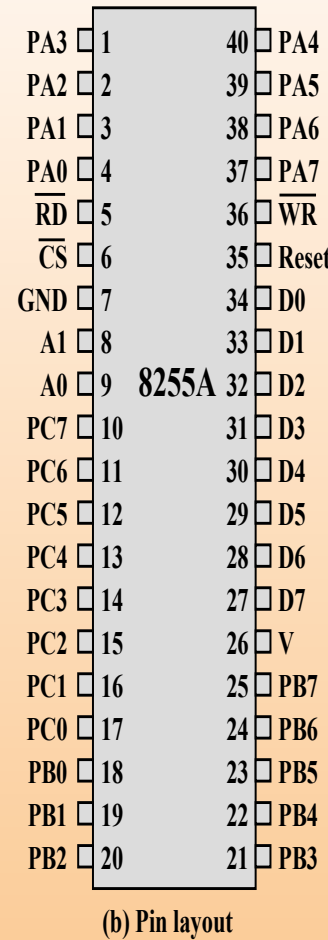 PA3 1 40 PA4
PA2 2 39 PA5
PA1 3 38 PA6
PA0 4 37 PA7
R̅D̅ 5 36 W̅R̅
C̅S̅ 6 35 Reset
GND 7 34 D0
A1 8 33 D1
A0 9 8255A 32 D2
PC7 10 31 D3
PC6 11 30 D4
PC5 12 29 D5
PC4 13 28 D6
PC3 14 27 D7
PC2 15 26 V
PC1 16 25 PB7
PC0 17 24 PB6
PB0 18 23 PB5
PB1 19 22 PB4
PB2 20 21 PB3
(b) Pin layout